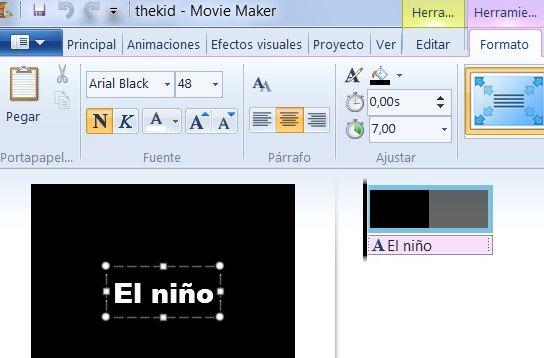 thekid - Movie Maker
Herra...
Herramie...
Principal
Animaciones
Efectos visuales
Proyecto
Ver
Editar
Formato
Pegar
Arial Black
48
N K A A A
0,00s
7,00
Portapapel...
Fuente
Párrafo
Ajustar
El niño
A El niño